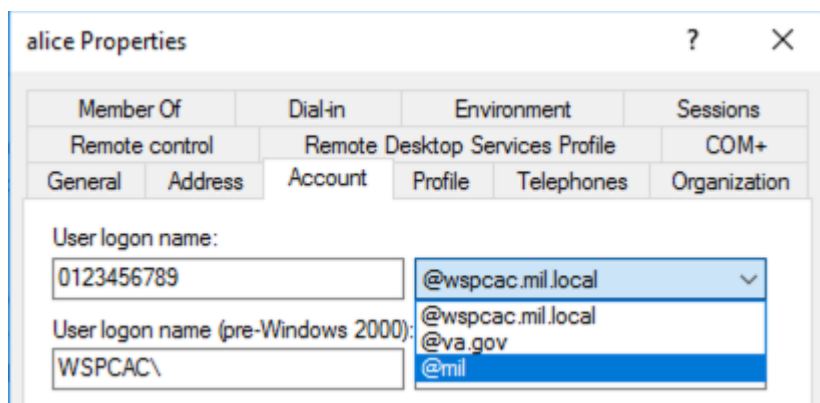 alice Properties
? ×
Member Of Dial-in Environment Sessions
Remote control Remote Desktop Services Profile COM+
General Address Account Profile Telephones Organization
User logon name:
0123456789 @wspcac.mil.local
@wspcac.mil.local
User logon name (pre-Windows 2000): @va.gov
WSPCAC\ @mil